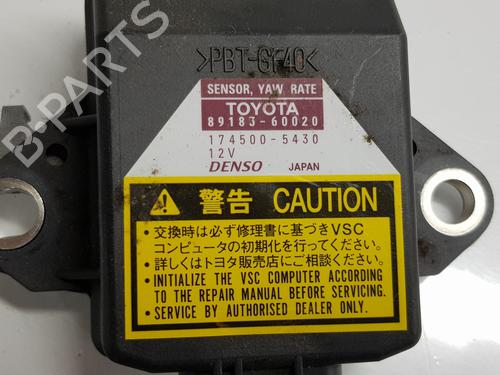 >PBT-GF40<
SENSOR, YAW RATE
TOYOTA
89183-60020
174500-5430
12V
DENSO JAPAN
警告 CAUTION
・交換時は必ず修理書に基づきVSC
コンピュータの初期化を行ってください。
・詳しくはトヨタ販売店にご相談ください。
・INITIALIZE THE VSC COMPUTER ACCORDING
TO THE REPAIR MANUAL BEFORE SERVICING.
・SERVICE BY AUTHORISED DEALER ONLY.
B-PARTS